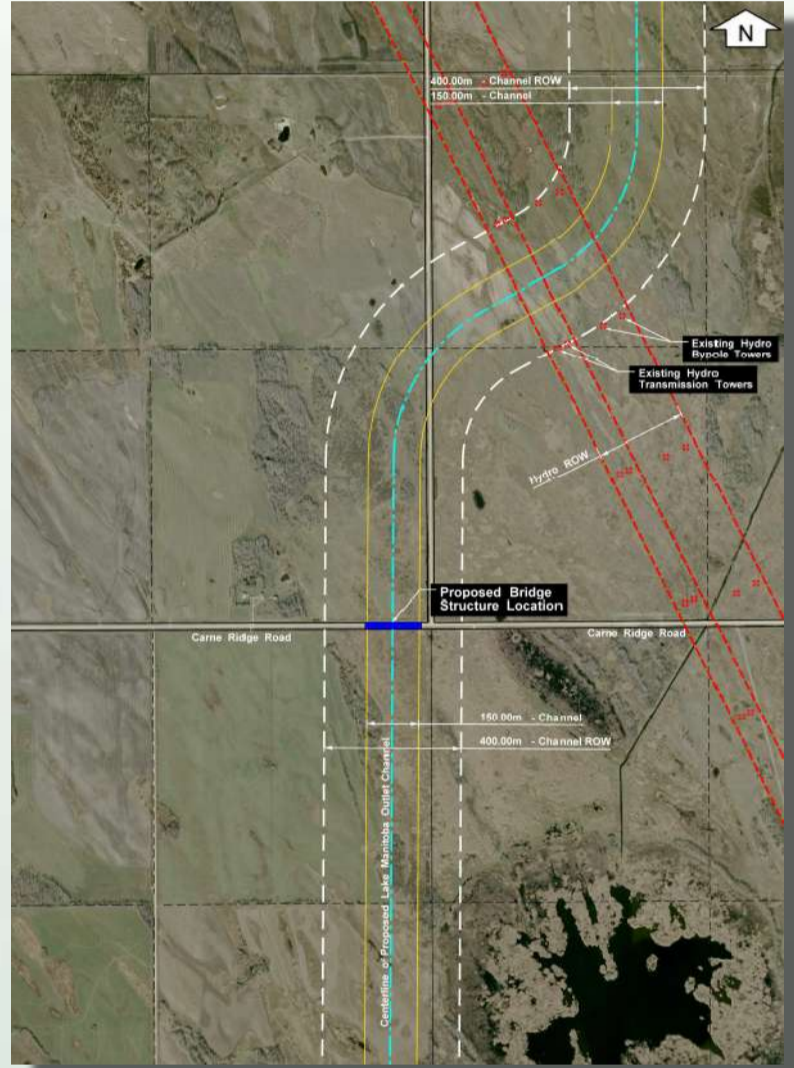 N
400.00m - Channel ROW
150.00m - Channel
Existing Hydro
Bypole Towers
Existing Hydro
Transmission Towers
Hydro ROW
Proposed Bridge
Structure Location
Carne Ridge Road
Carne Ridge Road
150.00m - Channel
400.00m - Channel ROW
Centerline of Proposed Lake Manitoba Outlet Channel